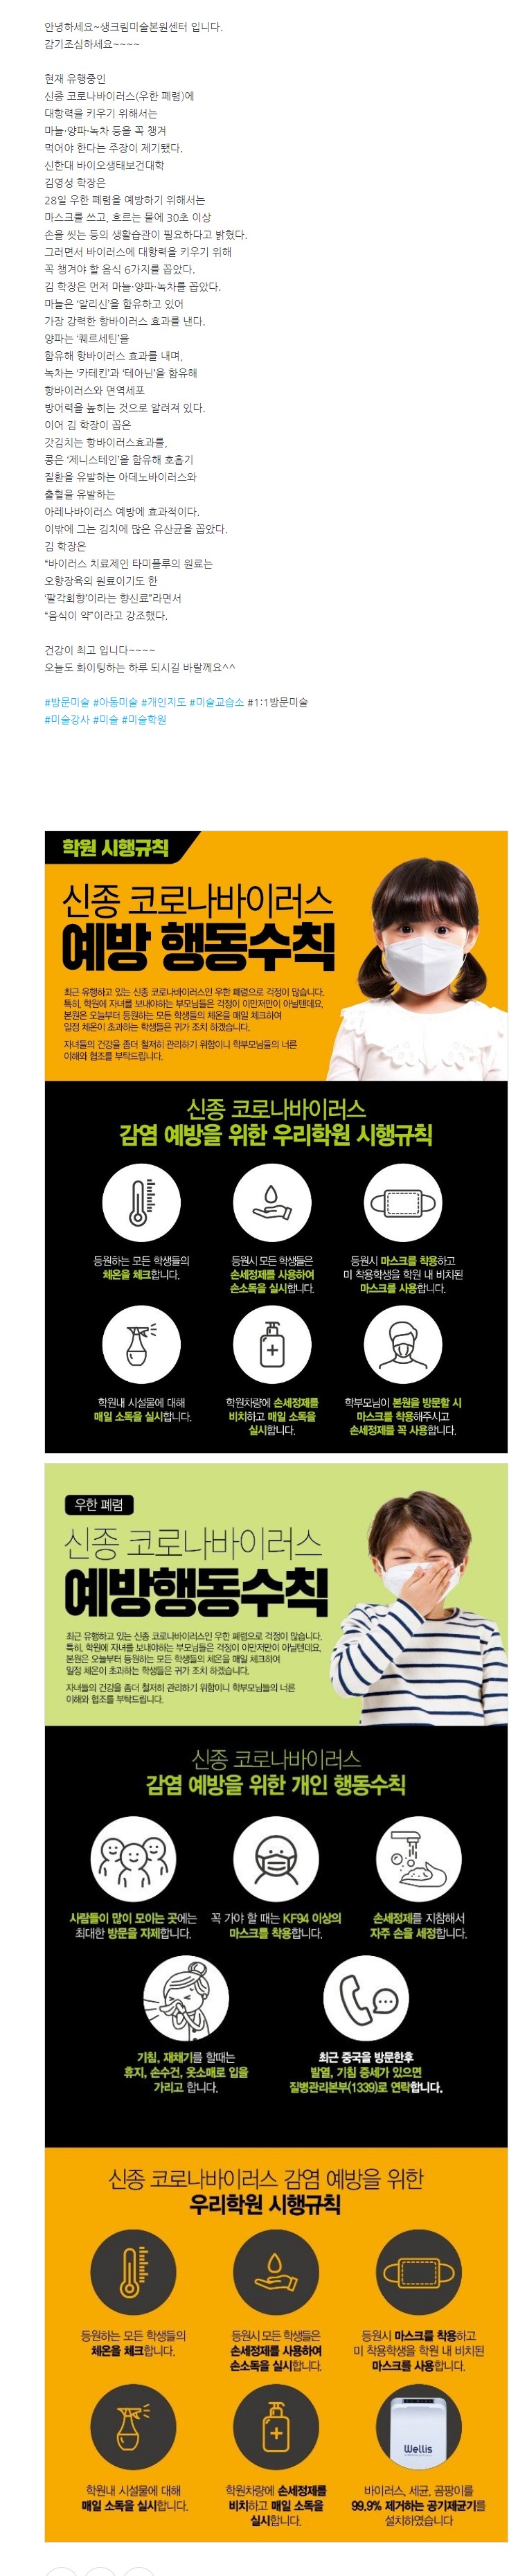 안녕하세요~생크림미술본원센터 입니다.
감기조심하세요~~~~
현재 유행중인
신종 코로나바이러스(우한 폐렴)에
대항력을 키우기 위해서는
마늘·양파·녹차 등을 꼭 챙겨
먹어야 한다는 주장이 제기됐다.
신한대 바이오생태보건대학
김영성 학장은
28일 우한 폐렴을 예방하기 위해서는
마스크를 쓰고, 흐르는 물에 30초 이상
손을 씻는 등의 생활습관이 필요하다고 밝혔다.
그러면서 바이러스에 대항력을 키우기 위해
꼭 챙겨야 할 음식 6가지를 꼽았다.
김 학장은 먼저 마늘·양파·녹차를 꼽았다.
마늘은 ‘알리신’을 함유하고 있어
가장 강력한 항바이러스 효과를 낸다.
양파는 ‘퀘르세틴’을
함유해 항바이러스 효과를 내며,
녹차는 ‘카테킨’과 ‘테아닌’을 함유해
항바이러스와 면역세포
방어력을 높히는 것으로 알려져 있다.
이어 김 학장이 꼽은
갓김치는 항바이러스효과를,
콩은 ‘제니스테인’을 함유해 호흡기
질환을 유발하는 아데노바이러스와
출혈을 유발하는
아레나바이러스 예방에 효과적이다.
이밖에 그는 김치에 많은 유산균을 꼽았다.
김 학장은
“바이러스 치료제인 타미플루의 원료는
오향장육의 원료이기도 한
‘팔각회향’이라는 향신료”라면서
“음식이 약”이라고 강조했다.
건강이 최고 입니다~~~~
오늘도 화이팅하는 하루 되시길 바랄께요^^
#방문미술 #아동미술 #개인지도 #미술교습소 #1:1방문미술
#미술강사 #미술 #미술학원
학원 시행규칙
신종 코로나바이러스
예방 행동수칙
최근 유행하고 있는 신종 코로나바이러스인 우한 폐렴으로 걱정이 많습니다.
특히, 학원에 자녀를 보내야하는 부모님들은 걱정이 이만저만이 아닐텐데요.
본원은 오늘부터 등원하는 모든 학생들의 체온을 매일 체크하여
일정 체온이 초과하는 학생들은 귀가 조치 하겠습니다.
자녀들의 건강을 좀더 철저히 관리하기 위함이니 학부모님들의 너른
이해와 협조를 부탁드립니다.
신종 코로나바이러스
감염 예방을 위한 우리학원 시행규칙
등원하는 모든 학생들의
체온을 체크합니다.
등원시 모든 학생들은
손세정제를 사용하여
손소독을 실시합니다.
등원시 마스크를 착용하고
미 착용학생을 학원 내 비치된
마스크를 사용합니다.
학원내 시설물에 대해
매일 소독을 실시합니다.
학원차량에 손세정제를
비치하고 매일 소독을
실시합니다.
학부모님이 본원을 방문할 시
마스크를 착용해주시고
손세정제를 꼭 사용합니다.
우한 폐렴
신종 코로나바이러스
예방행동수칙
최근 유행하고 있는 신종 코로나바이러스인 우한 폐렴으로 걱정이 많습니다.
특히, 학원에 자녀를 보내야하는 부모님들은 걱정이 이만저만이 아닐텐데요.
본원은 오늘부터 등원하는 모든 학생들의 체온을 매일 체크하여
일정 체온이 초과하는 학생들은 귀가 조치 하겠습니다.
자녀들의 건강을 좀더 철저히 관리하기 위함이니 학부모님들의 너른
이해와 협조를 부탁드립니다.
신종 코로나바이러스
감염 예방을 위한 개인 행동수칙
사람들이 많이 모이는 곳에는
최대한 방문을 자제합니다.
꼭 가야 할 때는 KF94 이상의
마스크를 착용합니다.
손세정제를 지참해서
자주 손을 세정합니다.
기침, 재채기를 할때는
휴지, 손수건, 옷소매로 입을
가리고 합니다.
최근 중국을 방문한후
발열, 기침 증세가 있으면
질병관리본부(1339)로 연락합니다.
신종 코로나바이러스 감염 예방을 위한
우리학원 시행규칙
등원하는 모든 학생들의
체온을 체크합니다.
등원시 모든 학생들은
손세정제를 사용하여
손소독을 실시합니다.
등원시 마스크를 착용하고
미 착용학생을 학원 내 비치된
마스크를 사용합니다.
Wellis
학원내 시설물에 대해
매일 소독을 실시합니다.
학원차량에 손세정제를
비치하고 매일 소독을
실시합니다.
바이러스, 세균, 곰팡이를
99.9% 제거하는 공기제균기를
설치하였습니다